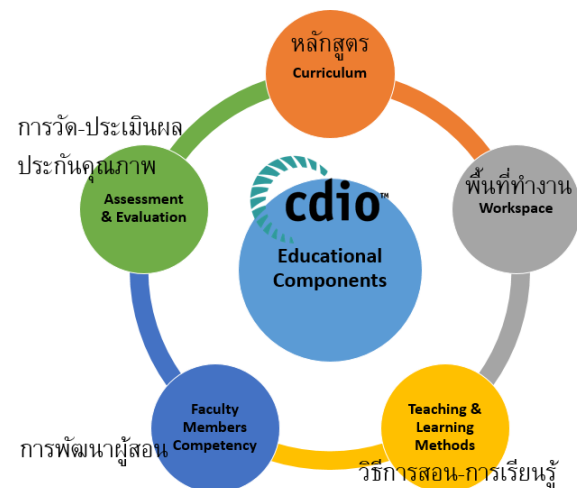 หลักสูตร
Curriculum
การวัด-ประเมินผล
ประกันคุณภาพ
Assessment
& Evaluation
พื้นที่ทำงาน
Workspace
cdio™
Educational
Components
Faculty
Members
Competency
การพัฒนาผู้สอน
Teaching &
Learning
Methods
วิธีการสอน-การเรียนรู้